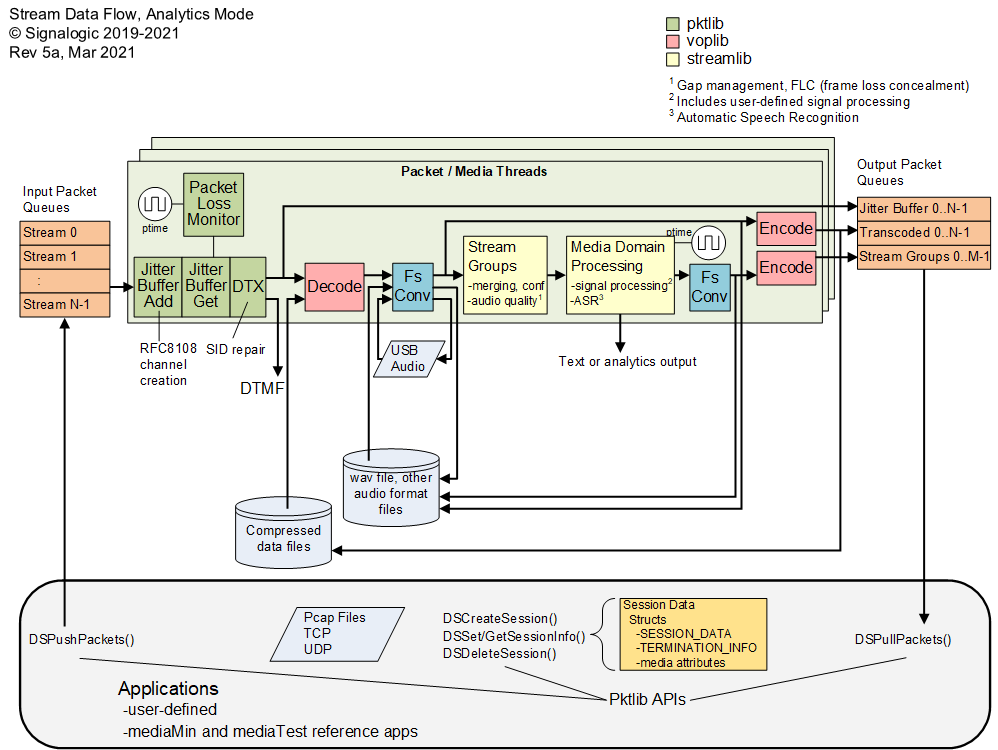 Stream Data Flow, Analytics Mode
© Signalogic 2019-2021
Rev 5a, Mar 2021
pktlib
voplib
streamlib
1 Gap management, FLC (frame loss concealment)
2 Includes user-defined signal processing
3 Automatic Speech Recognition
Packet / Media Threads
Input Packet
Queues
Stream 0
Stream 1
:
Stream N-1
ptime
Packet
Loss
Monitor
Jitter
Buffer
Add
Jitter
Buffer
Get
DTX
RFC8108
channel
creation
SID repair
DTMF
Decode
Fs
Conv
USB
Audio
Stream
Groups
-merging, conf
-audio quality1
Media Domain
Processing
-signal processing2
-ASR3
ptime
Fs
Conv
Encode
Encode
Text or analytics output
Output Packet
Queues
Jitter Buffer 0..N-1
Transcoded 0..N-1
Stream Groups 0..M-1
wav file, other
audio format
files
Compressed
data files
DSPushPackets()
Pcap Files
TCP
UDP
DSCreateSession()
DSSet/GetSessionInfo()
DSDeleteSession()
Session Data
Structs
-SESSION_DATA
-TERMINATION_INFO
-media attributes
DSPullPackets()
Pktlib APIs
Applications
-user-defined
-mediaMin and mediaTest reference apps